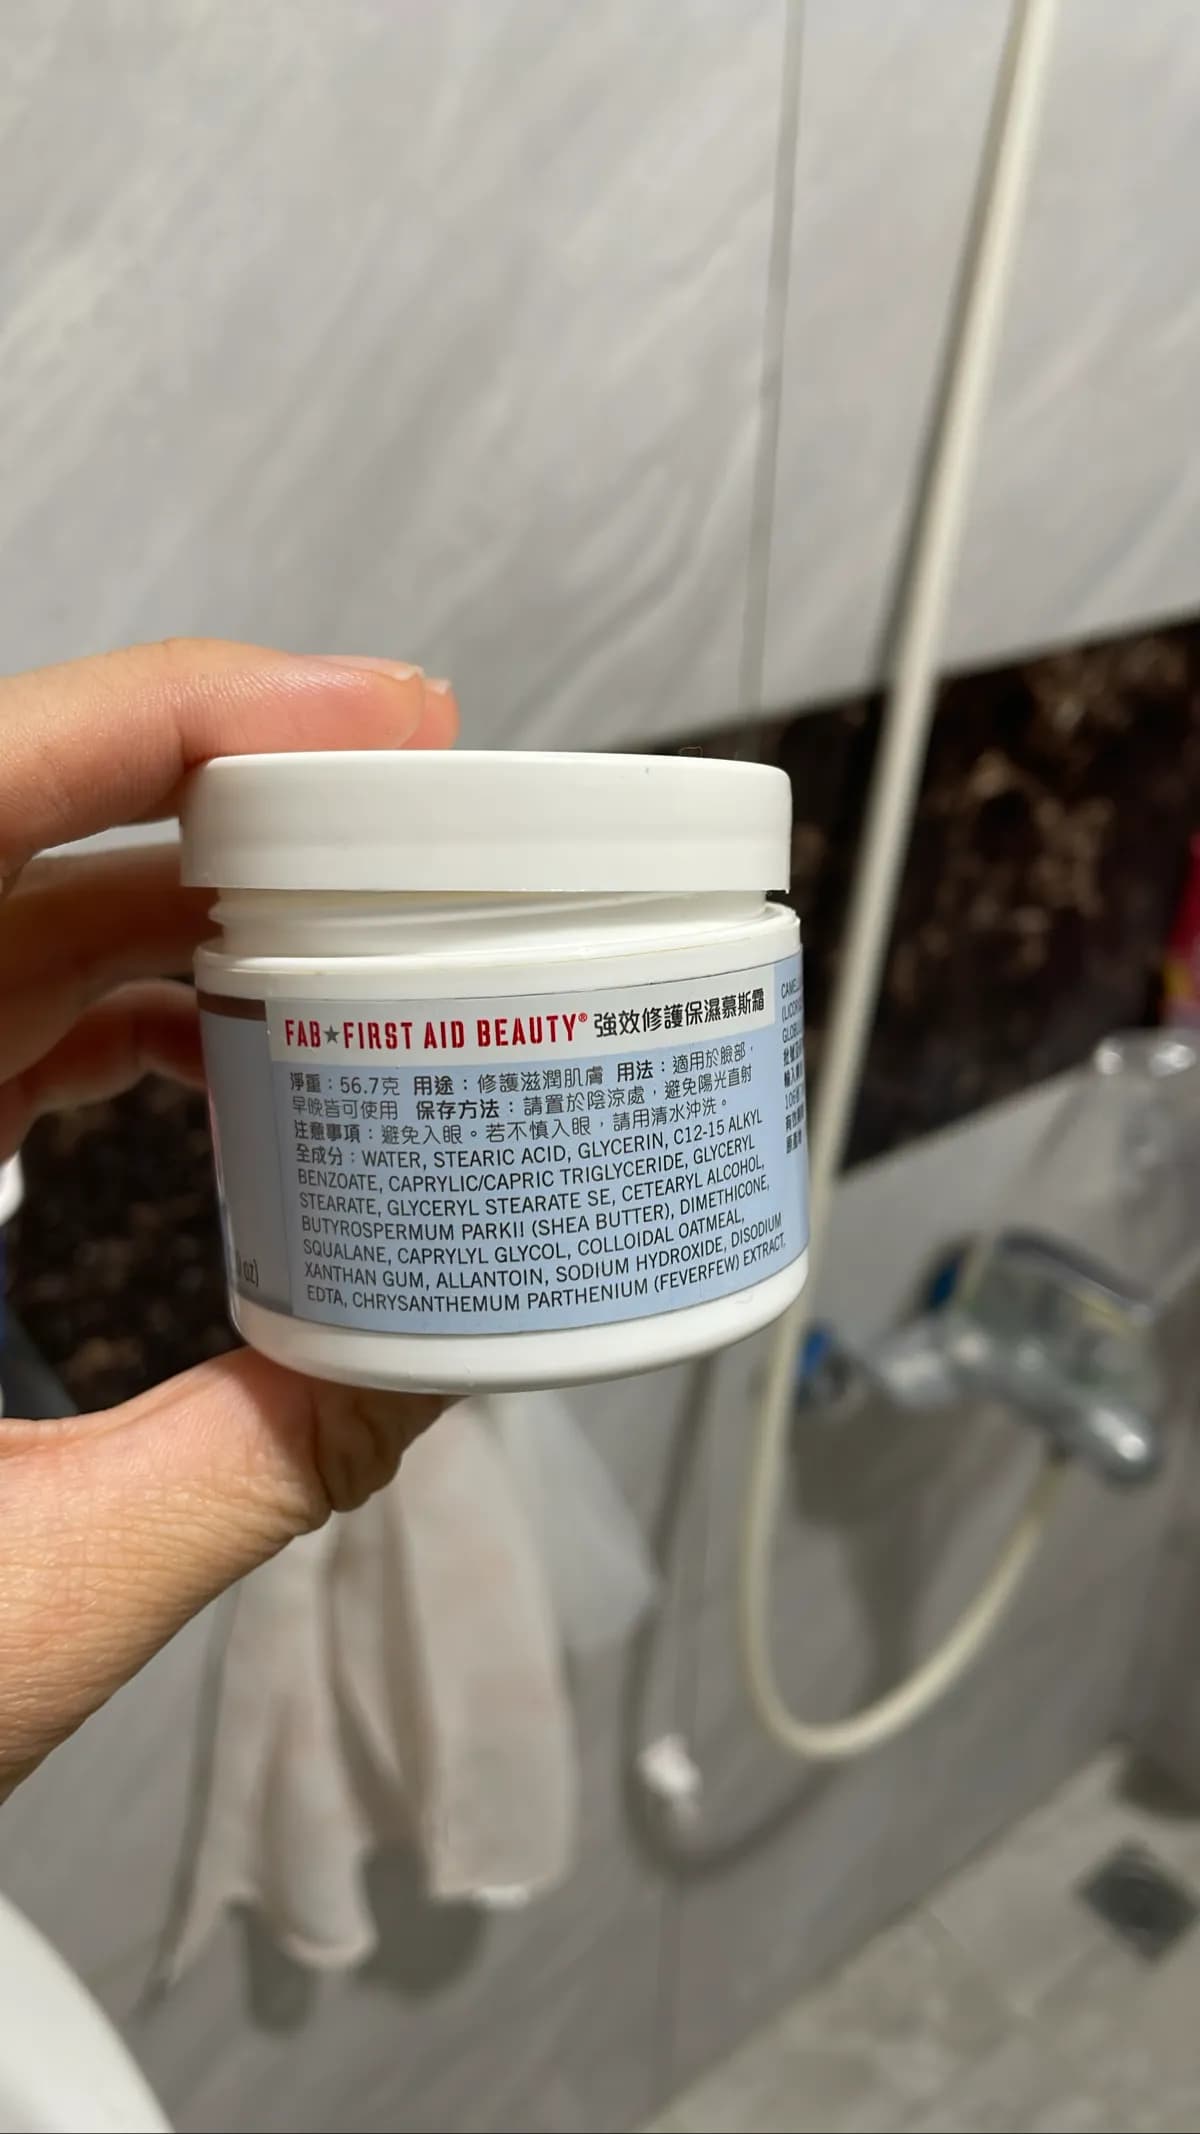 FAB★FIRST AID BEAUTY® 強效修護保濕慕斯霜
淨重：56.7克 用途：修護滋潤肌膚 用法：適用於臉部，
早晚皆可使用 保存方法：請置於陰涼處，避免陽光直射
注意事項：避免入眼。若不慎入眼，請用清水沖洗。
全成分：WATER, STEARIC ACID, GLYCERIN, C12-15 ALKYL
BENZOATE, CAPRYLIC/CAPRIC TRIGLYCERIDE, GLYCERYL
STEARATE, GLYCERYL STEARATE SE, CETEARYL ALCOHOL,
BUTYROSPERMUM PARKII (SHEA BUTTER), DIMETHICONE,
SQUALANE, CAPRYLYL GLYCOL, COLLOIDAL OATMEAL,
XANTHAN GUM, ALLANTOIN, SODIUM HYDROXIDE, DISODIUM
EDTA, CHRYSANTHEMUM PARTHENIUM (FEVERFEW) EXTRACT,
oz)